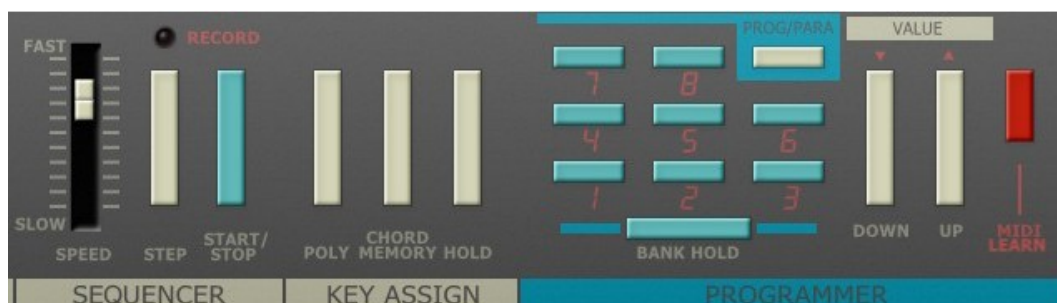 FAST
RECORD
SLOW
SPEED
STEP
START/
STOP
SEQUENCER
POLY
CHORD
MEMORY
HOLD
KEY ASSIGN
PROG/PARA
7
8
4
5
6
1
2
3
BANK HOLD
PROGRAMMER
VALUE
DOWN
UP
MIDI
LEARN